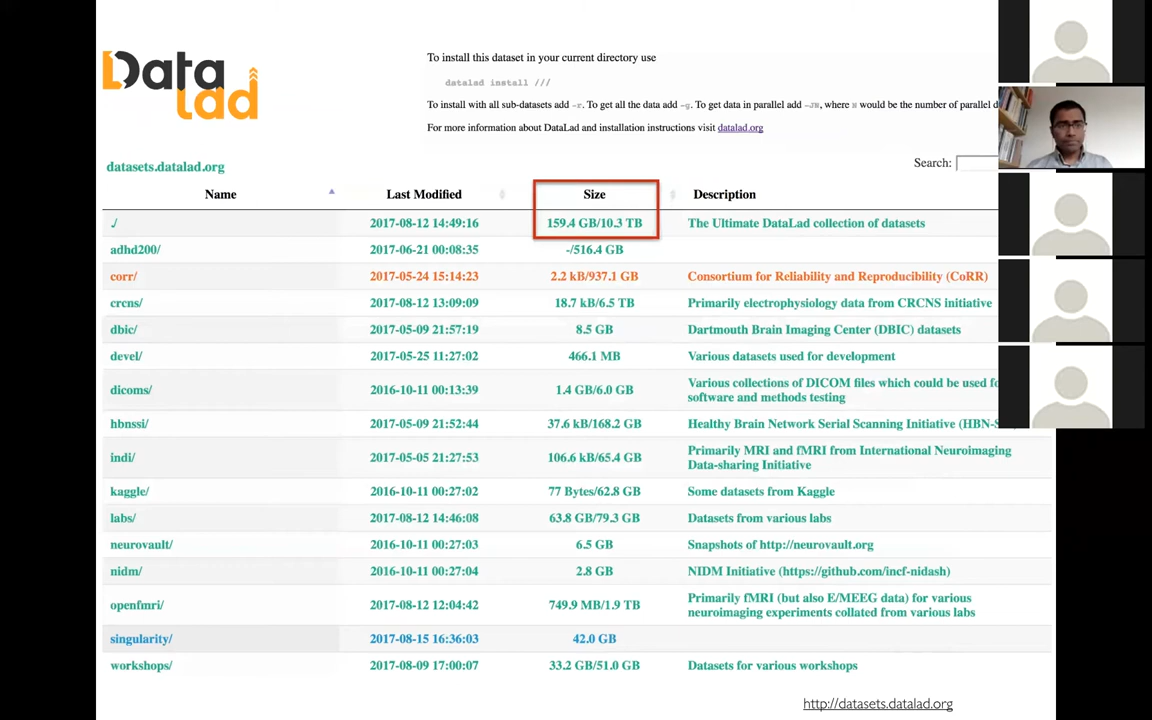 Data
lad
To install this dataset in your current directory use
datalad install ///
To install with all sub-datasets add -r. To get all the data add -g. To get data in parallel add -JN, where N would be the number of parallel d
For more information about DataLad and installation instructions visit datalad.org
datasets.datalad.org
Search:
Name Last Modified Size Description
./ 2017-08-12 14:49:16 159.4 GB/10.3 TB The Ultimate DataLad collection of datasets
adhd200/ 2017-06-21 00:08:35 -/516.4 GB
corr/ 2017-05-24 15:14:23 2.2 kB/937.1 GB Consortium for Reliability and Reproducibility (CoRR)
crcns/ 2017-08-12 13:09:09 18.7 kB/6.5 TB Primarily electrophysiology data from CRCNS initiative
dbic/ 2017-05-09 21:57:19 8.5 GB Dartmouth Brain Imaging Center (DBIC) datasets
devel/ 2017-05-25 11:27:02 466.1 MB Various datasets used for development
dicoms/ 2016-10-11 00:13:39 1.4 GB/6.0 GB Various collections of DICOM files which could be used
software and methods testing
hbnssi/ 2017-05-09 21:52:44 37.6 kB/168.2 GB Healthy Brain Network Serial Scanning Initiative (HBN-S
indi/ 2017-05-05 21:27:53 106.6 kB/65.4 GB Primarily MRI and fMRI from International Neuroimaging
Data-sharing Initiative
kaggle/ 2016-10-11 00:27:02 77 Bytes/62.8 GB Some datasets from Kaggle
labs/ 2017-08-12 14:46:08 63.8 GB/79.3 GB Datasets from various labs
neurovault/ 2016-10-11 00:27:03 6.5 GB Snapshots of http://neurovault.org
nidm/ 2016-10-11 00:27:04 2.8 GB NIDM Initiative (https://github.com/incf-nidash)
openfmri/ 2017-08-12 12:04:42 749.9 MB/1.9 TB Primarily fMRI (but also E/MEEG data) for various
neuroimaging experiments collated from various labs
singularity/ 2017-08-15 16:36:03 42.0 GB
workshops/ 2017-08-09 17:00:07 33.2 GB/51.0 GB Datasets for various workshops
http://datasets.datalad.org